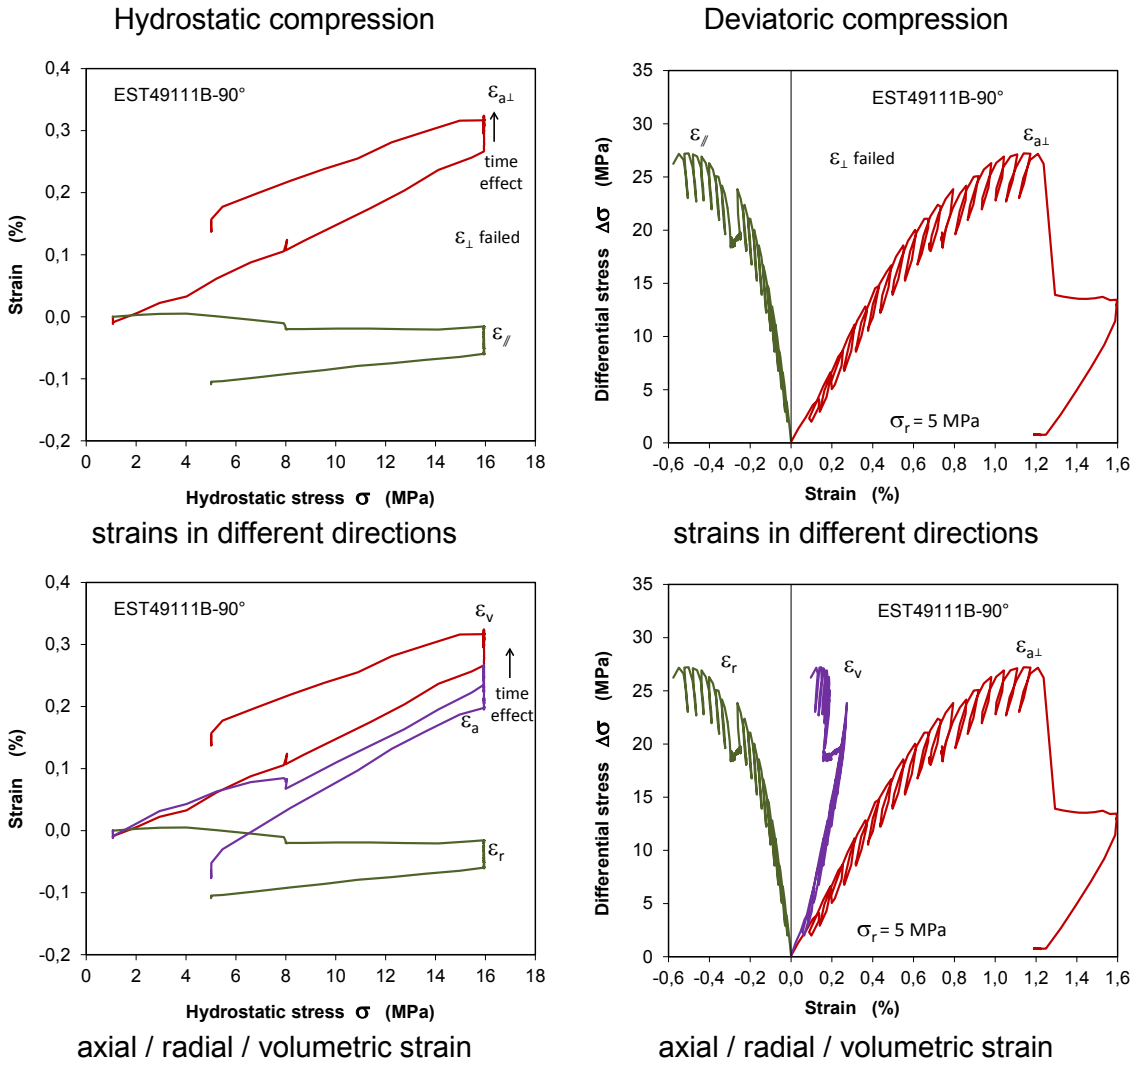 Hydrostatic compression
Deviatoric compression
0,4
0,3
0,2
0,1
0,0
-0,1
-0,2
Strain (%)
EST49111B-90°
εa⊥
time
effect
ε⊥ failed
ε//
0 2 4 6 8 10 12 14 16 18
Hydrostatic stress σ (MPa)
strains in different directions
35
30
25
20
15
10
5
0
Differential stress Δσ (MPa)
EST49111B-90°
ε//
εa⊥
ε⊥ failed
σr = 5 MPa
-0,6 -0,4 -0,2 0,0 0,2 0,4 0,6 0,8 1,0 1,2 1,4 1,6
Strain (%)
strains in different directions
0,4
0,3
0,2
0,1
0,0
-0,1
-0,2
Strain (%)
EST49111B-90°
εv
time
effect
εa
εr
0 2 4 6 8 10 12 14 16 18
Hydrostatic stress σ (MPa)
axial / radial / volumetric strain
35
30
25
20
15
10
5
0
Differential stress Δσ (MPa)
EST49111B-90°
εr
εv
εa⊥
σr = 5 MPa
-0,6 -0,4 -0,2 0,0 0,2 0,4 0,6 0,8 1,0 1,2 1,4 1,6
Strain (%)
axial / radial / volumetric strain